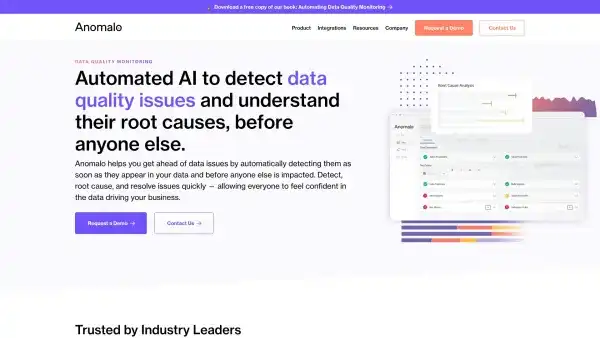 Download a free copy of our book: Automating Data Quality Monitoring →
Anomalo
Product Integrations Resources Company Request a Demo Contact Us
DATA QUALITY MONITORING
Automated AI to detect data
quality issues and understand
their root causes, before
anyone else.
Anomalo helps you get ahead of data issues by automatically detecting them as
soon as they appear in your data and before anyone else is impacted. Detect,
root cause, and resolve issues quickly — allowing everyone to feel confident in
the data driving your business.
Request a Demo → Contact Us →
Root Cause Analysis
Anomalo
Trusted by Industry Leaders